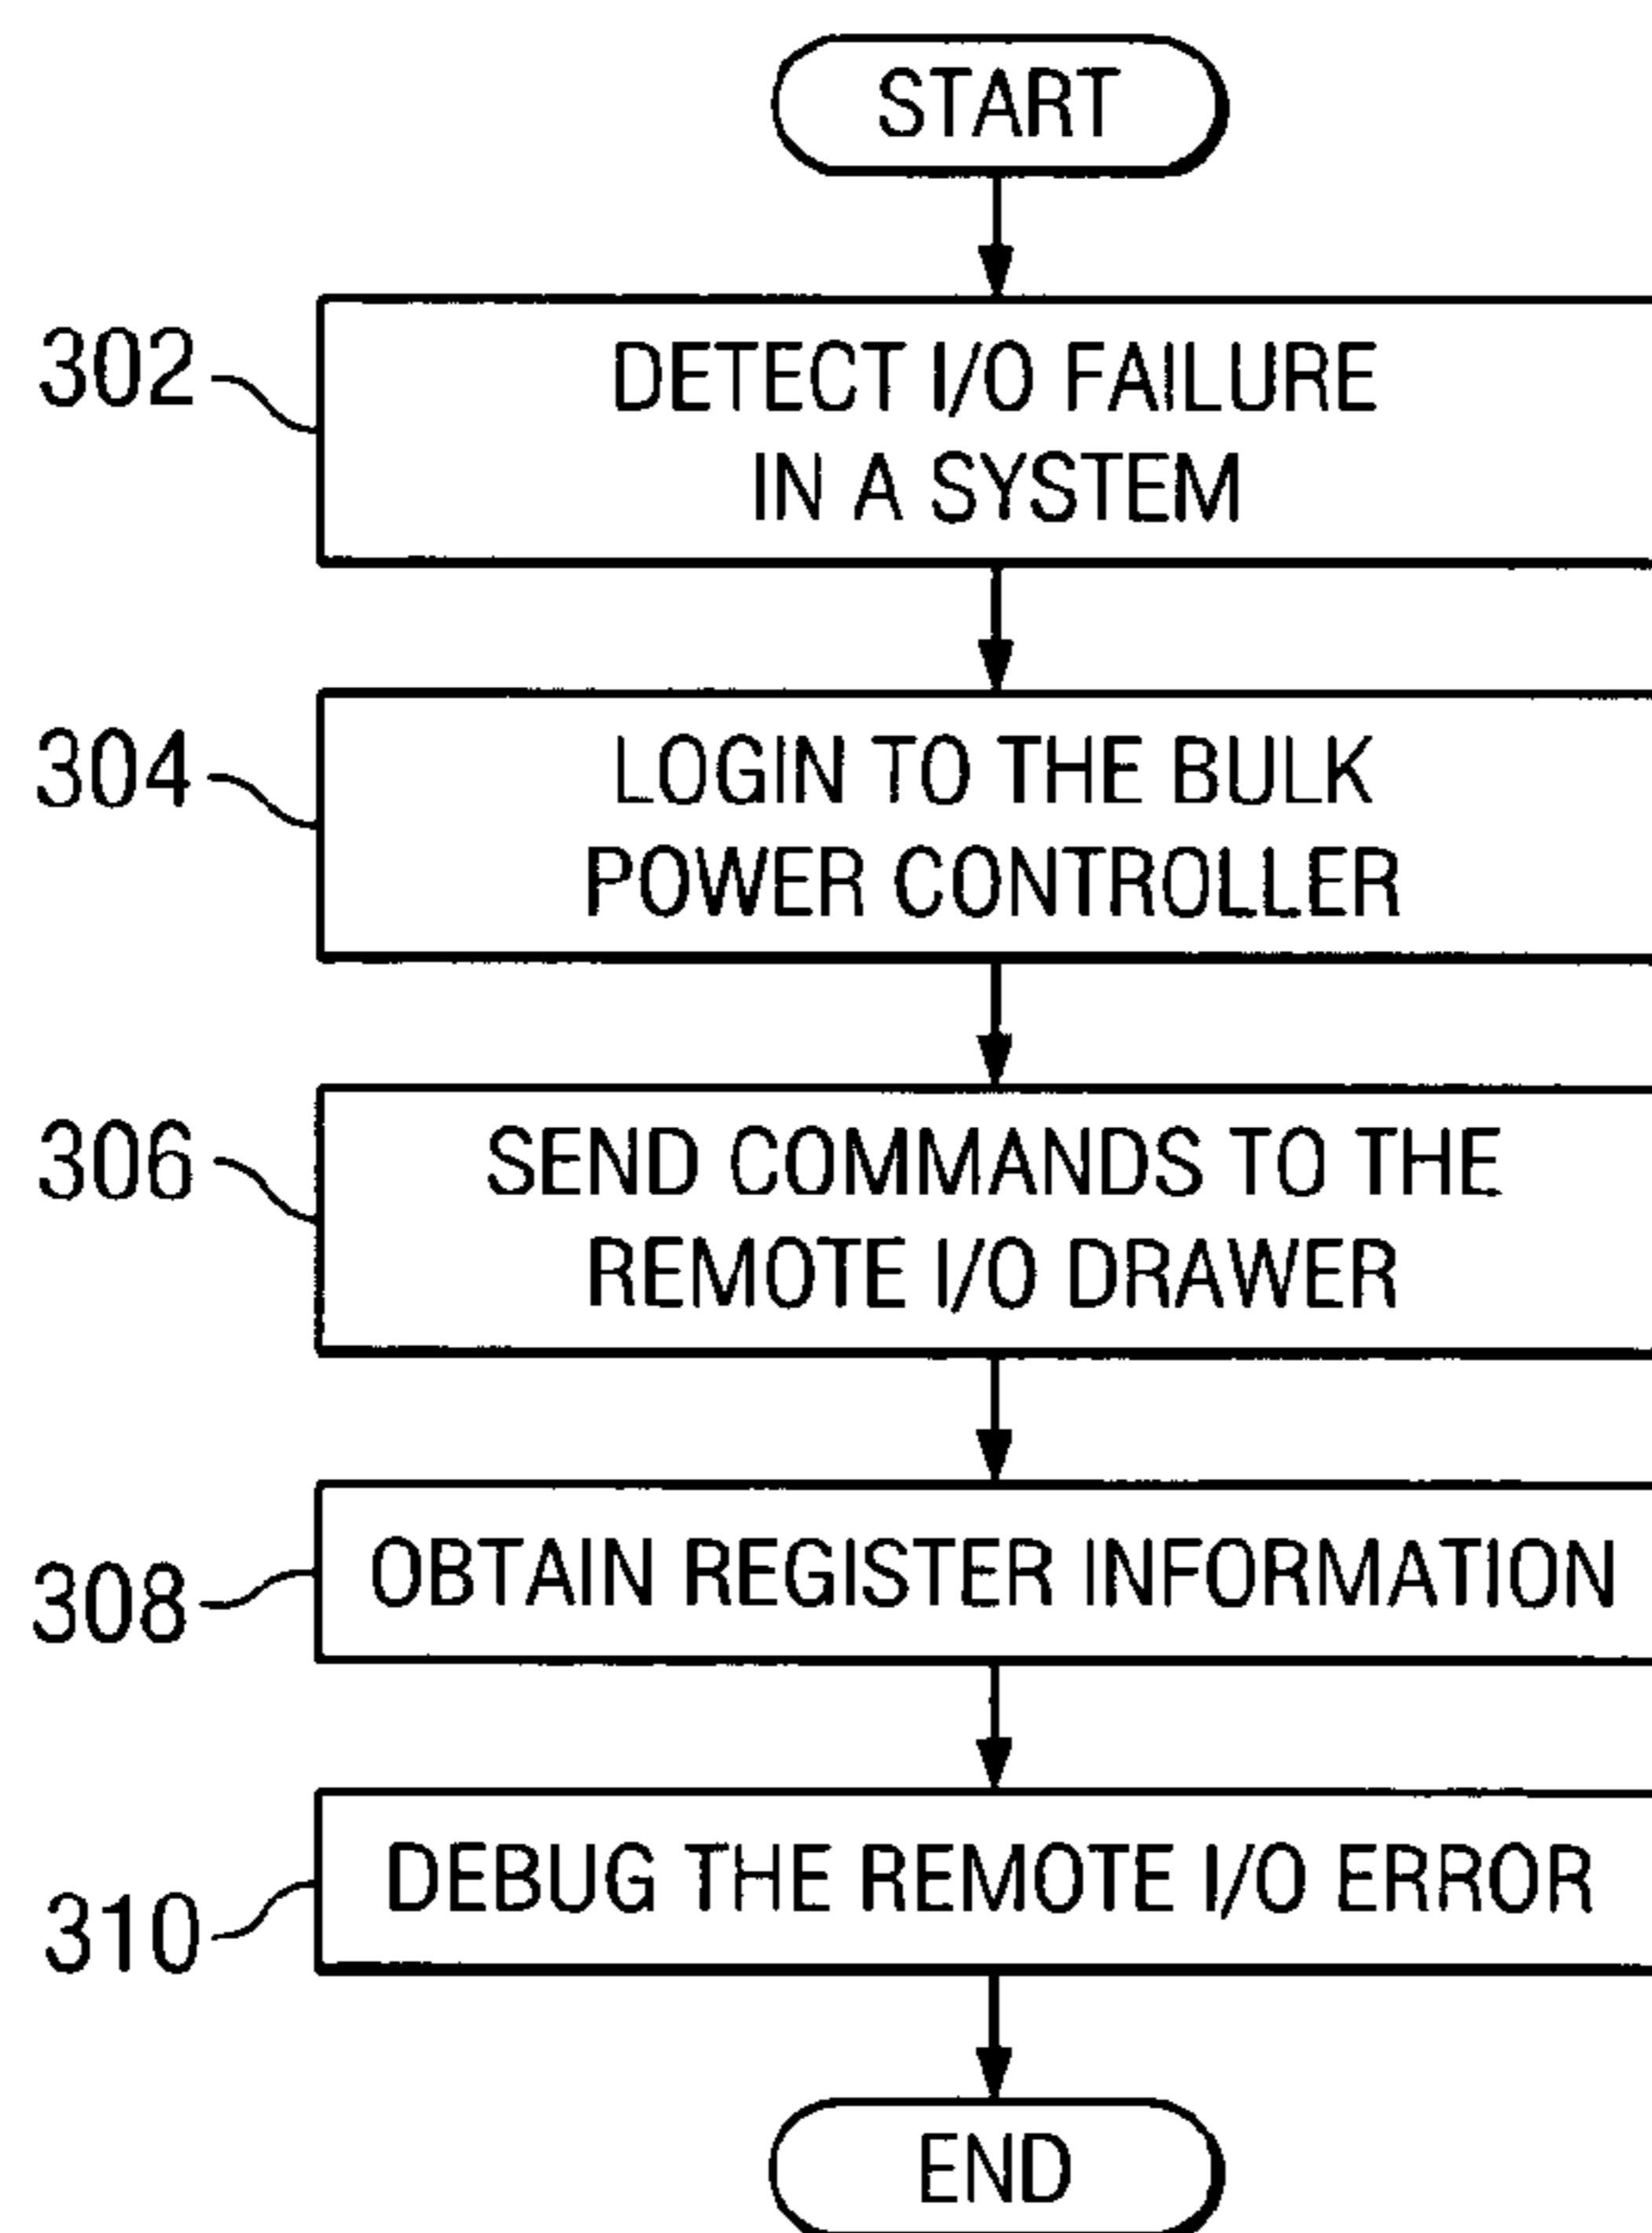 START
302
DETECT I/O FAILURE
IN A SYSTEM
304
LOGIN TO THE BULK
POWER CONTROLLER
306
SEND COMMANDS TO THE
REMOTE I/O DRAWER
308
OBTAIN REGISTER INFORMATION
310
DEBUG THE REMOTE I/O ERROR
END